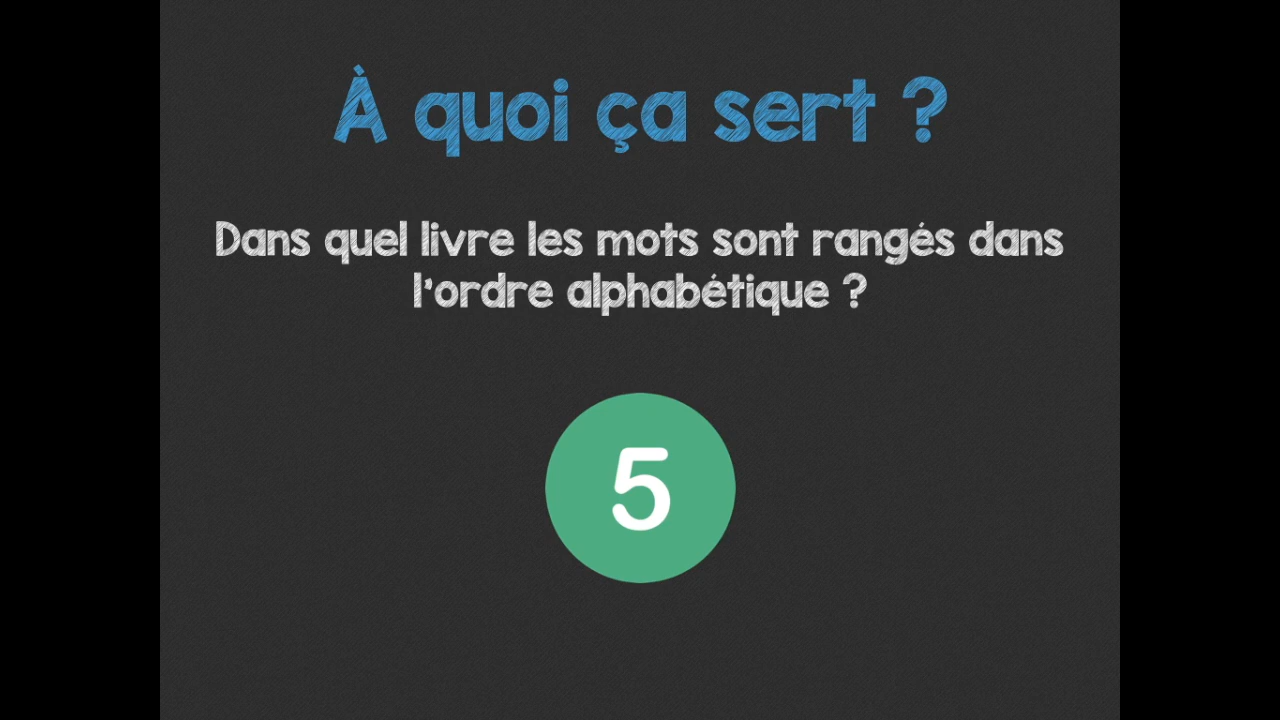 À quoi ça sert ?
Dans quel livre les mots sont rangés dans
l'ordre alphabétique ?
5